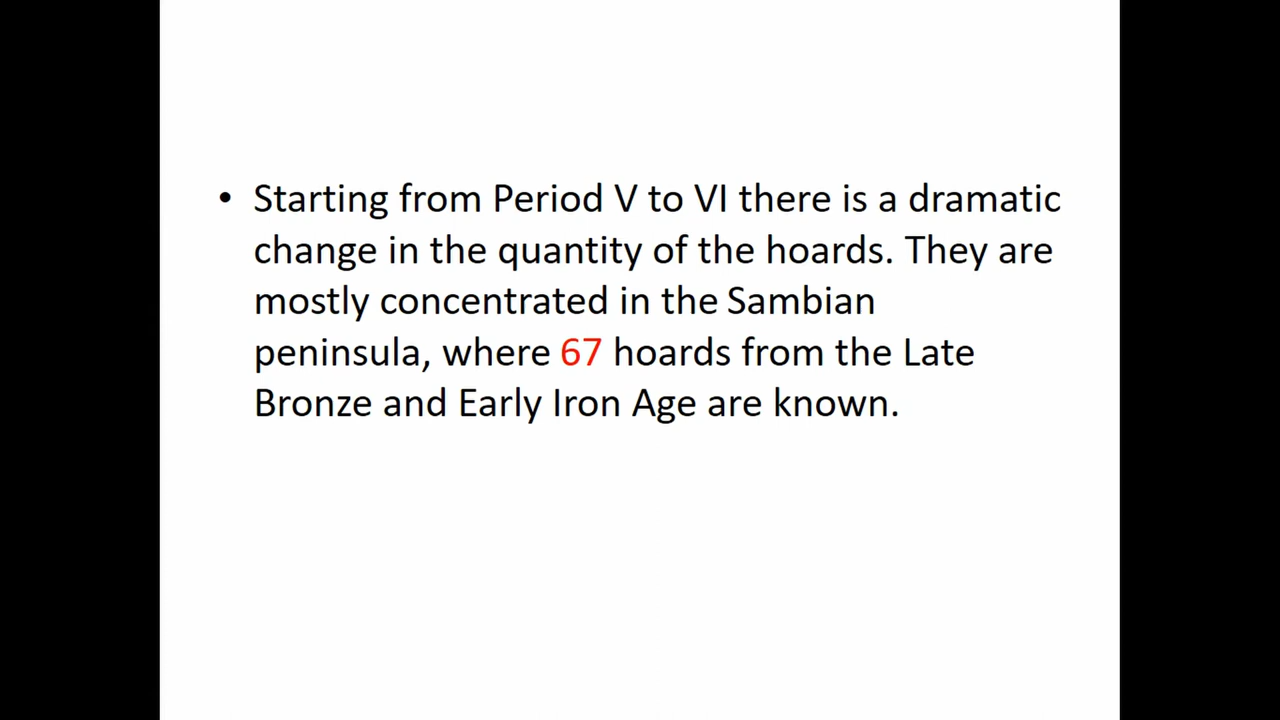 • Starting from Period V to VI there is a dramatic
change in the quantity of the hoards. They are
mostly concentrated in the Sambian
peninsula, where 67 hoards from the Late
Bronze and Early Iron Age are known.